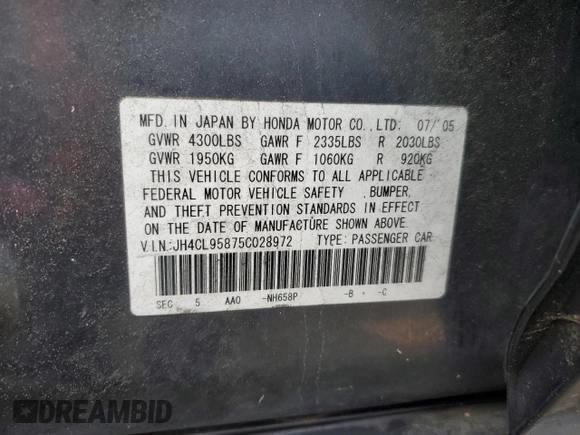 MFD. IN JAPAN BY HONDA MOTOR CO., LTD. 07/'05
GVWR 4300LBS GAWR F 2335LBS R 2030LBS
GVWR 1950KG GAWR F 1060KG R 920KG
THIS VEHICLE CONFORMS TO ALL APPLICABLE
FEDERAL MOTOR VEHICLE SAFETY ,BUMPER,
AND THEFT PREVENTION STANDARDS IN EFFECT
ON THE DATE OF MANUFACTURE SHOWN ABOVE.
V.I.N:JH4CL95875C028972 TYPE: PASSENGER CAR
SEC 5 AAO -NH658P -B - -C
DREAMBID